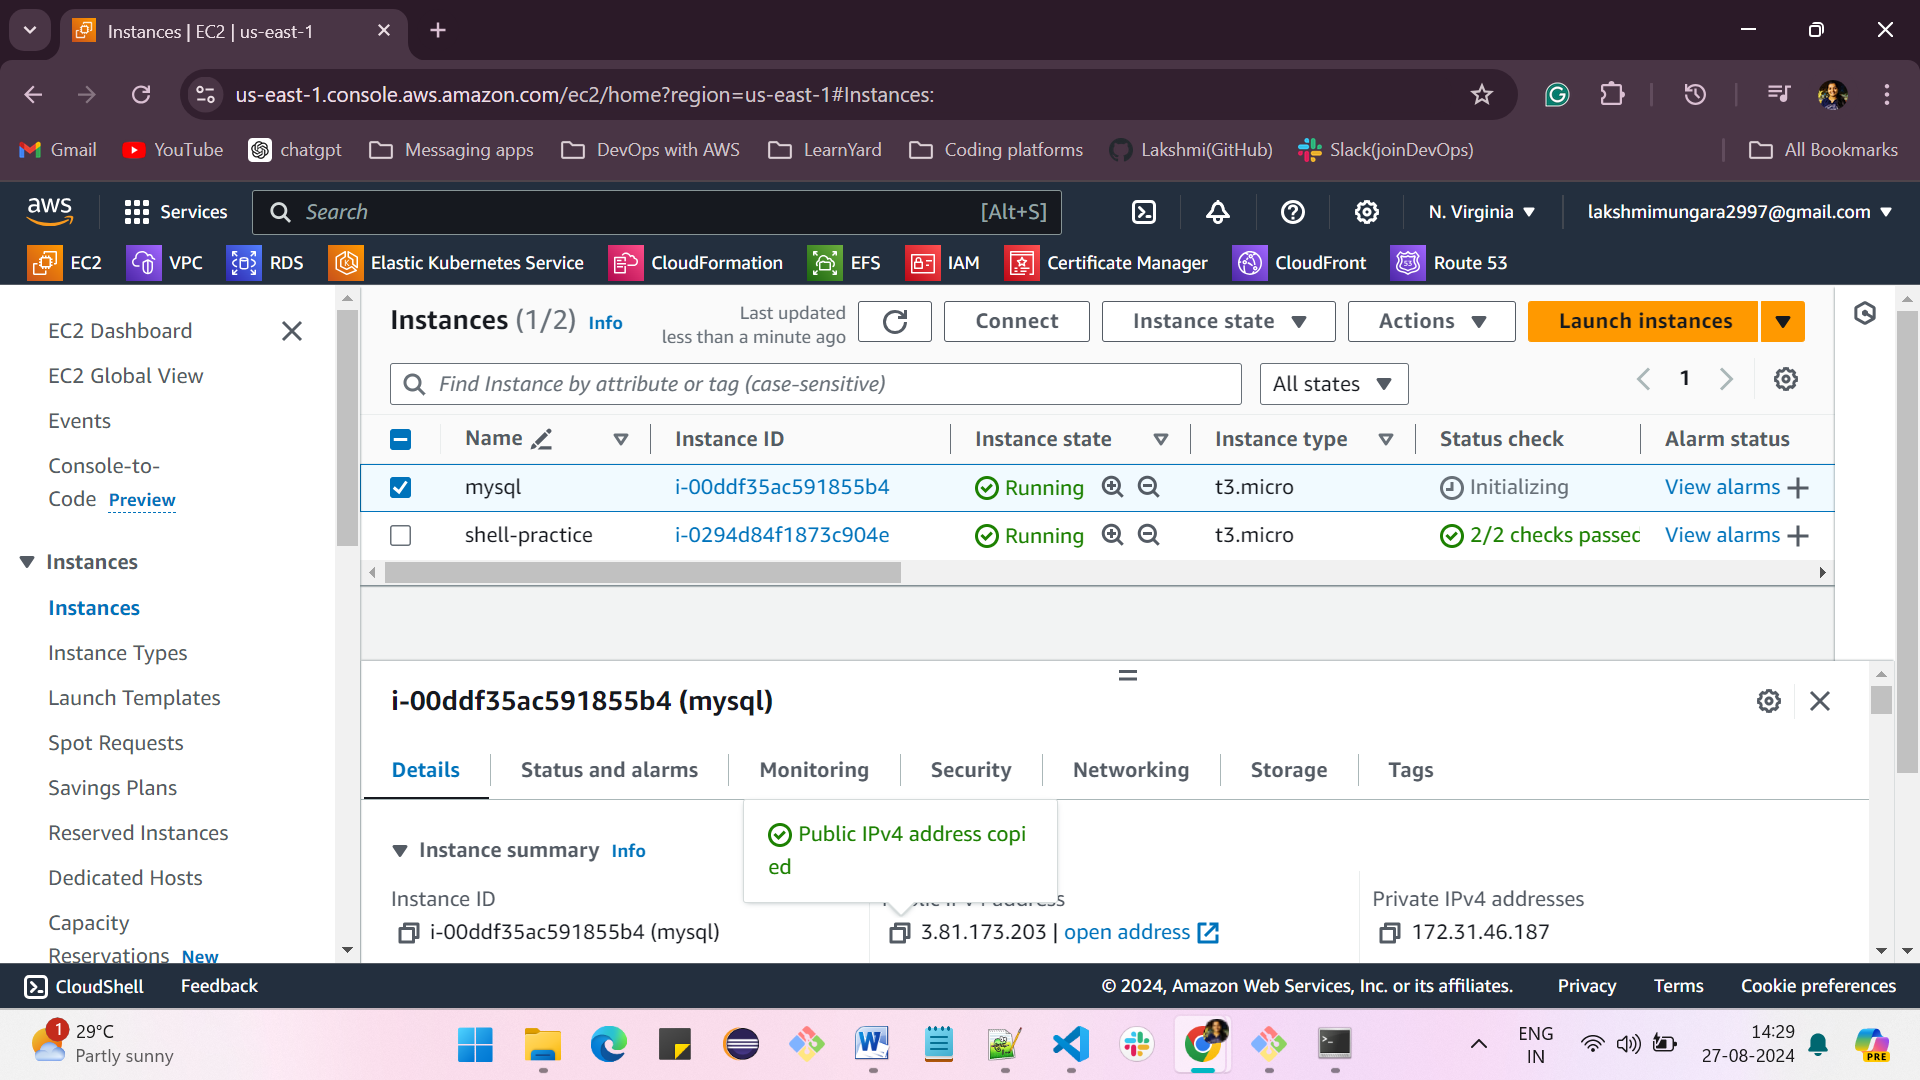 Instances | EC2 | us-east-1
us-east-1.console.aws.amazon.com/ec2/home?region=us-east-1#Instances:
Gmail YouTube chatgpt Messaging apps DevOps with AWS LearnYard Coding platforms Lakshmi(GitHub) Slack(joinDevOps) All Bookmarks
aws Services Search [Alt+S] N. Virginia lakshmimungara2997@gmail.com
EC2 VPC RDS Elastic Kubernetes Service CloudFormation EFS IAM Certificate Manager CloudFront Route 53
EC2 Dashboard
EC2 Global View
Events
Console-to-
Code Preview
Instances
Instances
Instance Types
Launch Templates
Spot Requests
Savings Plans
Reserved Instances
Dedicated Hosts
Capacity
Reservations New
Instances (1/2) Info
Last updated
less than a minute ago
Connect Instance state Actions Launch instances
Find Instance by attribute or tag (case-sensitive) All states 1
Name Instance ID Instance state Instance type Status check Alarm status
mysql i-00ddf35ac591855b4 Running t3.micro Initializing View alarms
shell-practice i-0294d84f1873c904e Running t3.micro 2/2 checks passed View alarms
i-00ddf35ac591855b4 (mysql)
Details Status and alarms Monitoring Security Networking Storage Tags
Public IPv4 address copi
ed
Instance summary Info
Instance ID
i-00ddf35ac591855b4 (mysql)
Public IPv4 address
3.81.173.203 | open address
Private IPv4 addresses
172.31.46.187
CloudShell Feedback © 2024, Amazon Web Services, Inc. or its affiliates. Privacy Terms Cookie preferences
1
29°C
Partly sunny
ENG
IN
14:29
27-08-2024
PRE